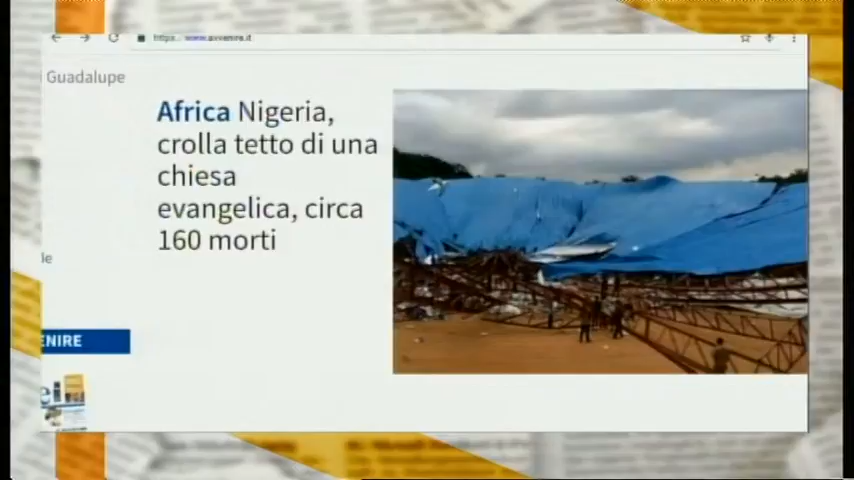 https: www.avvenire.it
Guadalupe
Africa Nigeria,
crolla tetto di una
chiesa
evangelica, circa
160 morti
le
ENIRE